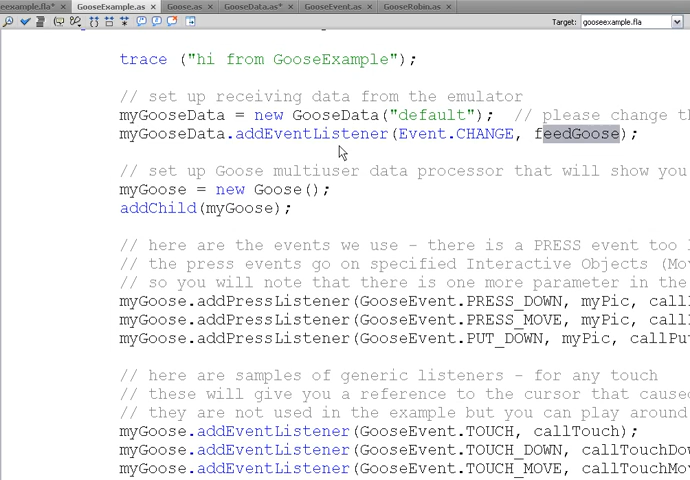 eexample.fla* × GooseExample.as × Goose.as × GooseData.as* × GooseEvent.as × GooseRobin.as ×
Target: gooseexample.fla
trace ("hi from GooseExample");
// set up receiving data from the emulator
myGooseData = new GooseData("default");  // please change th
myGooseData.addEventListener(Event.CHANGE, feedGoose);
// set up Goose multiuser data processor that will show you
myGoose = new Goose();
addChild(myGoose);
// here are the events we use - there is a PRESS event too l
// the press events go on specified Interactive Objects (Mov
// so you will note that there is one more parameter in the
myGoose.addPressListener(GooseEvent.PRESS_DOWN, myPic, call
myGoose.addPressListener(GooseEvent.PRESS_MOVE, myPic, call
myGoose.addPressListener(GooseEvent.PUT_DOWN, myPic, callPut
// here are samples of generic listeners - for any touch
// these will give you a reference to the cursor that caused
// they are not used in the example but you can play around
myGoose.addEventListener(GooseEvent.TOUCH, callTouch);
myGoose.addEventListener(GooseEvent.TOUCH_DOWN, callTouchDow
myGoose.addEventListener(GooseEvent.TOUCH_MOVE, callTouchMov